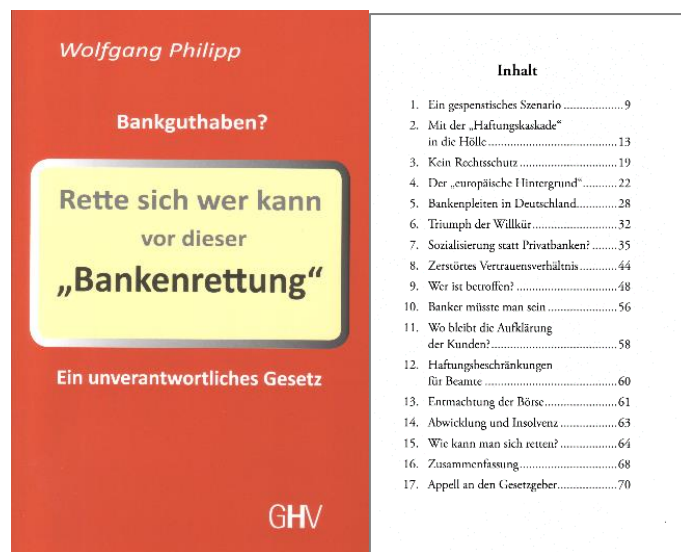 Wolfgang Philipp
Bankguthaben?
Rette sich wer kann
vor dieser
„Bankenrettung“
Ein unverantwortliches Gesetz
GHV
Inhalt
1. Ein gespenstisches Szenario ..................9
2. Mit der „Haftungskaskade“
in die Hölle.......................................13
3. Kein Rechtsschutz .............................19
4. Der „europäische Hintergrund“..........22
5. Bankenpleiten in Deutschland............28
6. Triumph der Willkür..........................32
7. Sozialisierung statt Privatbanken? .......35
8. Zerstörtes Vertrauensverhältnis ...........44
9. Wer ist betroffen? ..............................48
10. Banker müsste man sein .....................56
11. Wo bleibt die Aufklärung
der Kunden?......................................58
12. Haftungsbeschränkungen
für Beamte ........................................60
13. Entmachtung der Börse......................61
14. Abwicklung und Insolvenz .................63
15. Wie kann man sich retten?.................64
16. Zusammenfassung..............................68
17. Appell an den Gesetzgeber..................70